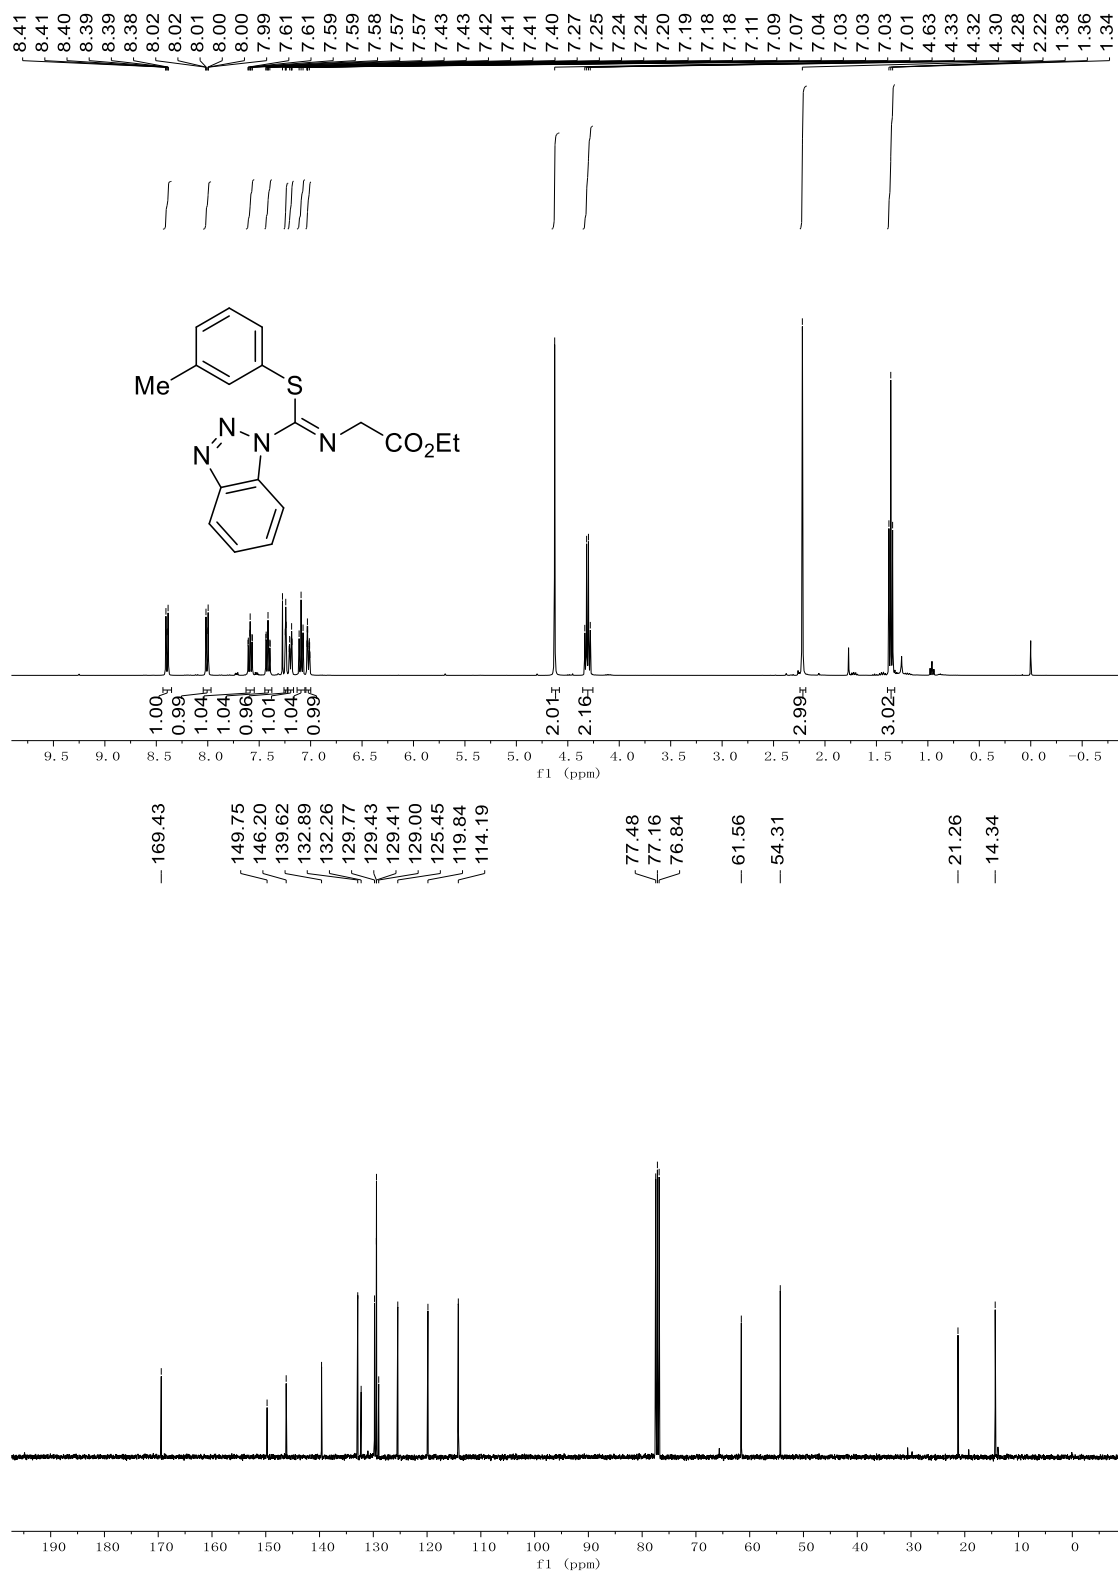 8.41 8.41 8.40 8.39 8.39 8.38 8.02 8.02 8.01 8.00 8.00 7.99 7.61 7.61 7.59 7.59 7.58 7.57 7.57 7.43 7.43 7.42 7.41 7.41 7.40 7.27 7.25 7.24 7.24 7.20 7.19 7.18 7.18 7.11 7.09 7.07 7.04 7.03 7.03 7.03 7.01 4.63 4.33 4.32 4.30 4.28 2.22 1.38 1.36 1.34
S
Me
N
N N CO2Et
N
1.00 0.99 1.04 1.04 0.96 1.01 1.04 0.99 2.01 2.16 2.99 3.02
9.5 9.0 8.5 8.0 7.5 7.0 6.5 6.0 5.5 5.0 4.5 4.0 3.5 3.0 2.5 2.0 1.5 1.0 0.5 0.0 -0.5
f1 (ppm)
169.43 149.75 146.20 139.62 132.89 132.26 129.77 129.43 129.41 129.00 125.45 119.84 114.19 77.48 77.16 76.84 61.56 54.31 21.26 14.34
190 180 170 160 150 140 130 120 110 100 90 80 70 60 50 40 30 20 10 0
f1 (ppm)